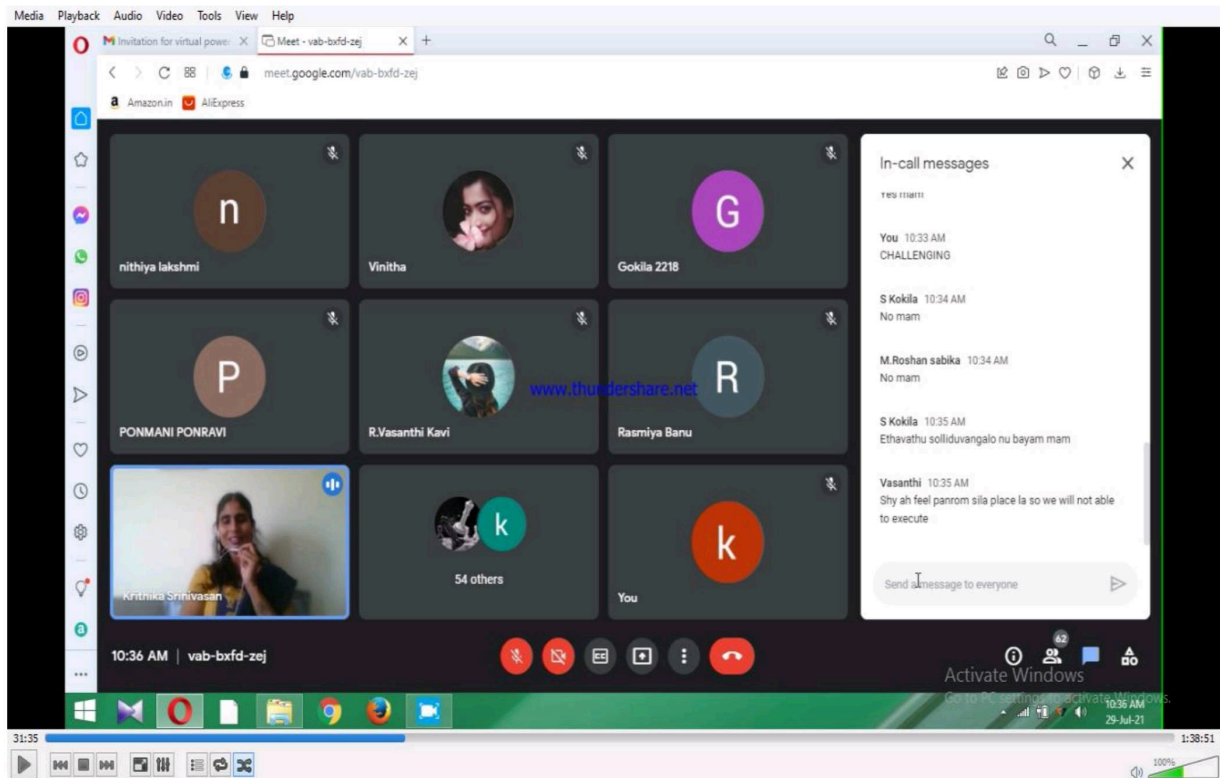 Media Playback Audio Video Tools View Help
Invitation for virtual power
Meet - vab-bxfd-zej
meet.google.com/vab-bxfd-zej
Amazon.in AliExpress
nithiya lakshmi
Vinitha
Gokila 2218
PONMANI PONRAVI
R.Vasanthi Kavi
Rasmiya Banu
Krithika Srinivasan
54 others
You
n
G
P
R
k
k
www.thundershare.net
In-call messages
Yes mam
You 10:33 AM
CHALLENGING
S Kokila 10:34 AM
No mam
M.Roshan sabika 10:34 AM
No mam
S Kokila 10:35 AM
Ethavathu solliduvangalo nu bayam mam
Vasanthi 10:35 AM
Shy ah feel panrom sila place la so we will not able
to execute
Send a message to everyone
10:36 AM | vab-bxfd-zej
62
Activate Windows
Go to PC settings to activate Windows.
10:36 AM
29-Jul-21
31:35
1:38:51
100%